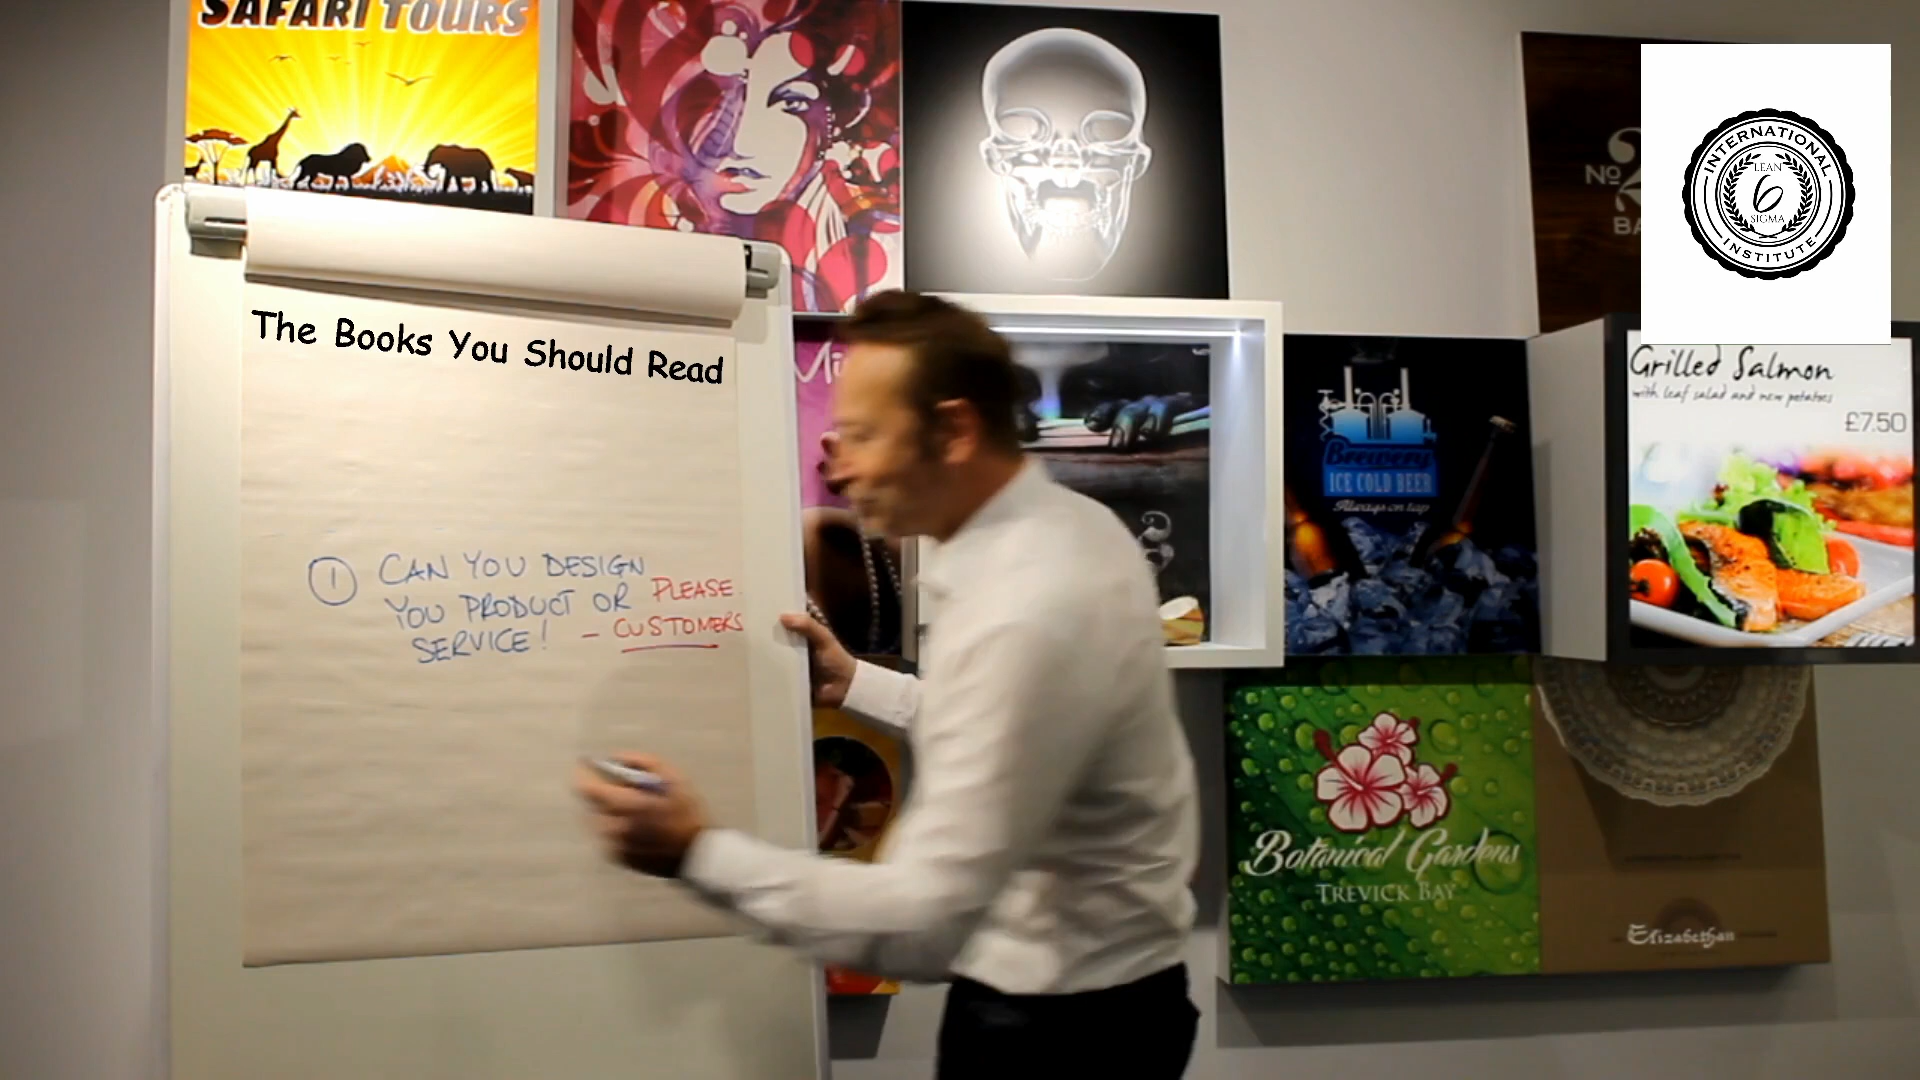 SAFARI TOURS
The Books You Should Read
① CAN YOU DESIGN
YOU PRODUCT OR PLEASE
SERVICE! – CUSTOMERS
INTERNATIONAL
LEAN
6
SIGMA
INSTITUTE
Nº 2
Grilled Salmon
with leaf salad and new potatoes
£7.50
Brewery
ICE COLD BEER
Always on tap
Botanical Gardens
TREVICK BAY
Elizabethan